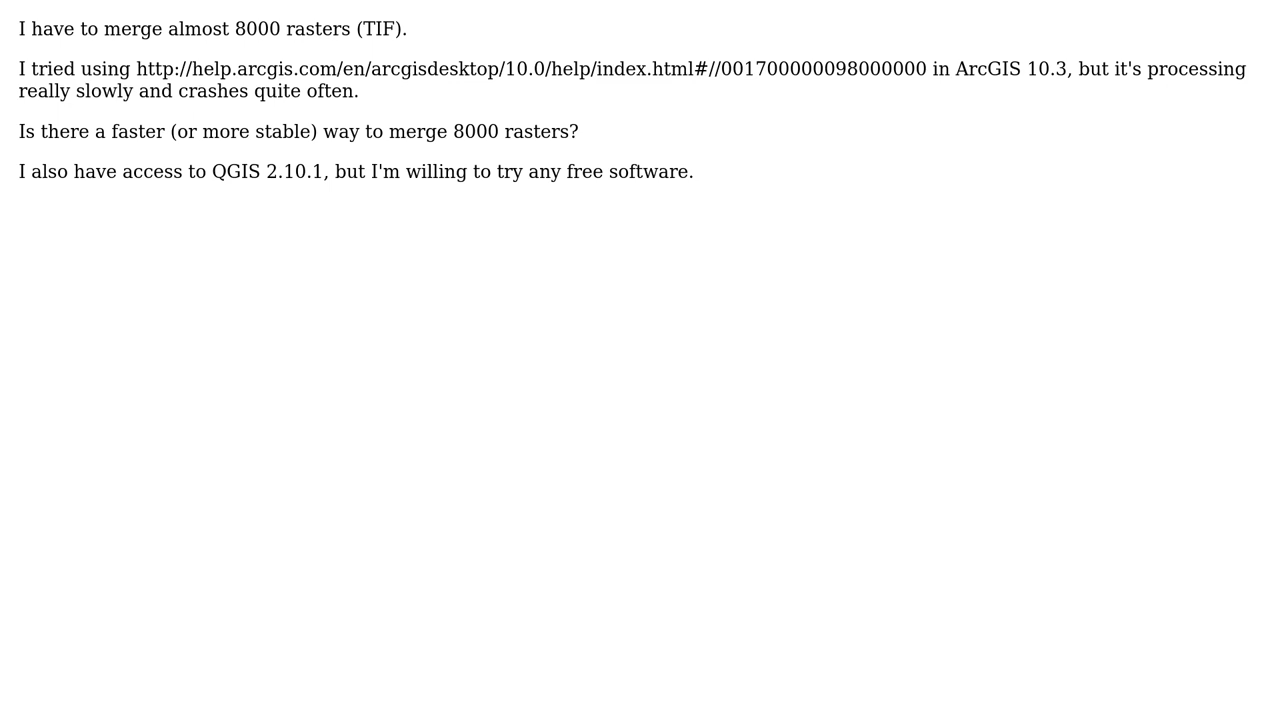 I have to merge almost 8000 rasters (TIF).
I tried using http://help.arcgis.com/en/arcgisdesktop/10.0/help/index.html#//001700000098000000 in ArcGIS 10.3, but it's processing
really slowly and crashes quite often.
Is there a faster (or more stable) way to merge 8000 rasters?
I also have access to QGIS 2.10.1, but I'm willing to try any free software.